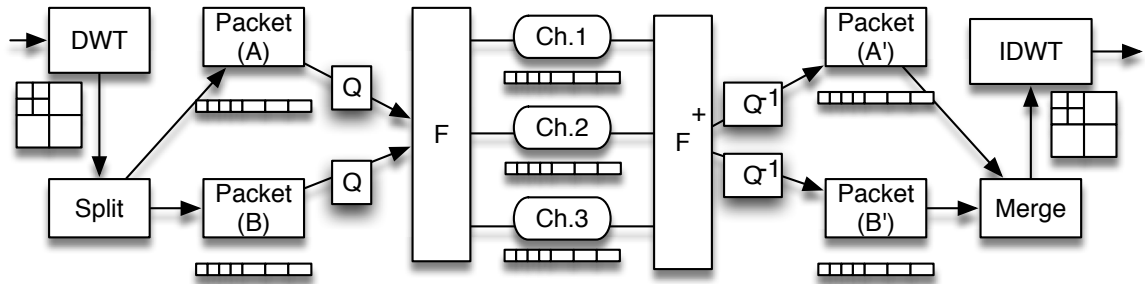 DWT
Split
Packet
(A)
Packet
(B)
Q
Q
F
Ch.1
Ch.2
Ch.3
F+
Q-1
Q-1
Packet
(A')
Packet
(B')
IDWT
Merge